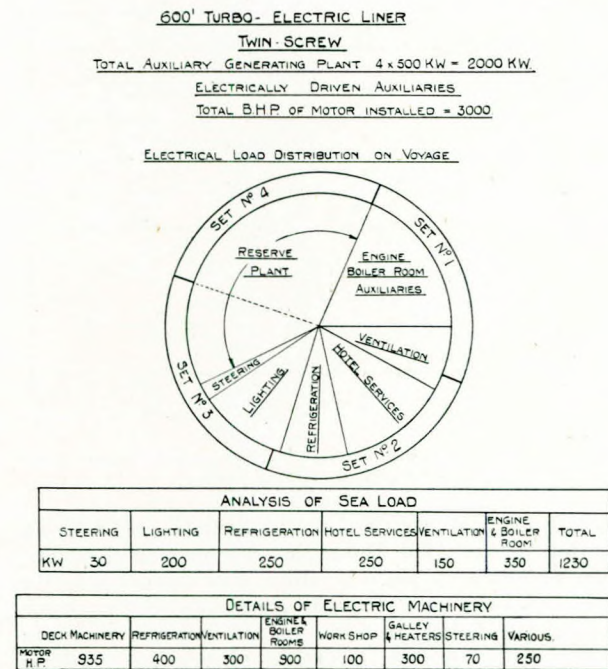 600' TURBO-ELECTRIC LINER
TWIN-SCREW
TOTAL AUXILIARY GENERATING PLANT 4 x 500 KW = 2000 KW.
ELECTRICALLY DRIVEN AUXILIARIES
TOTAL B.H.P. OF MOTOR INSTALLED = 3000
ELECTRICAL LOAD DISTRIBUTION ON VOYAGE
SET Nº 4
SET Nº 1
RESERVE
PLANT
ENGINE
BOILER ROOM
AUXILIARIES
VENTILATION
HOTEL SERVICES
REFRIGERATION
LIGHTING
STEERING
SET Nº 3
SET Nº 2
ANALYSIS OF SEA LOAD
STEERING LIGHTING REFRIGERATION HOTEL SERVICES VENTILATION ENGINE & BOILER ROOM TOTAL
KW 30 200 250 250 150 350 1230
DETAILS OF ELECTRIC MACHINERY
DECK MACHINERY REFRIGERATION VENTILATION ENGINE & BOILER ROOMS WORK SHOP GALLEY & HEATERS STEERING VARIOUS.
MOTOR H.P. 935 400 300 900 100 300 70 250